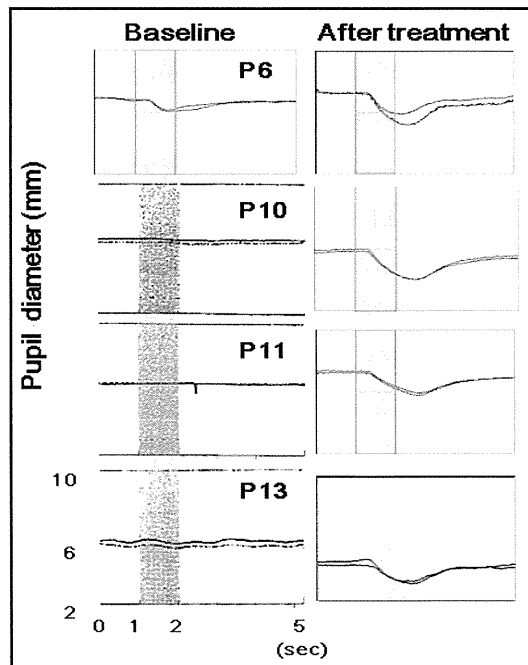 Baseline After treatment
P6
P10
P11
P13
Pupil diameter (mm)
10
6
2
0 1 2 5
(sec)